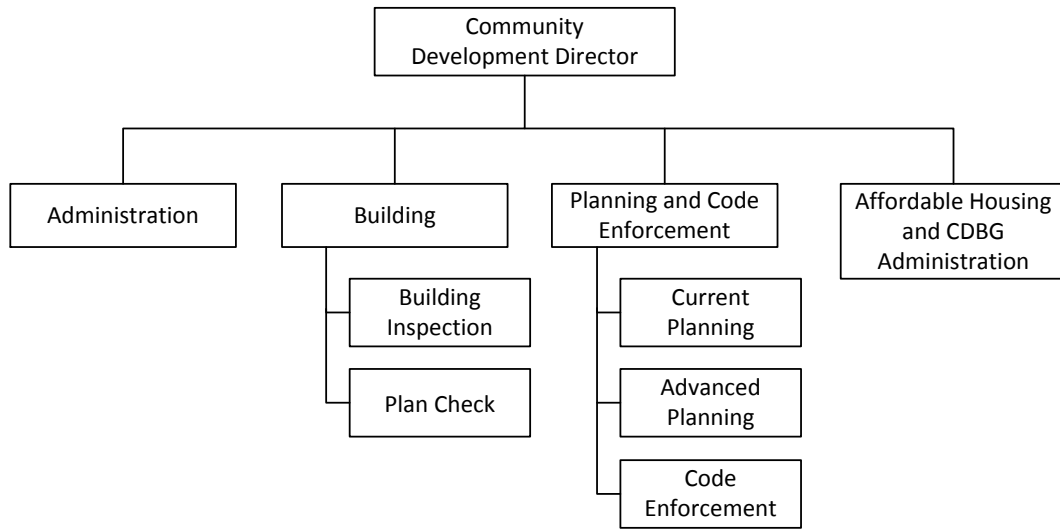 Community
Development Director
Administration
Building
Planning and Code
Enforcement
Affordable Housing
and CDBG
Administration
Building
Inspection
Plan Check
Current
Planning
Advanced
Planning
Code
Enforcement